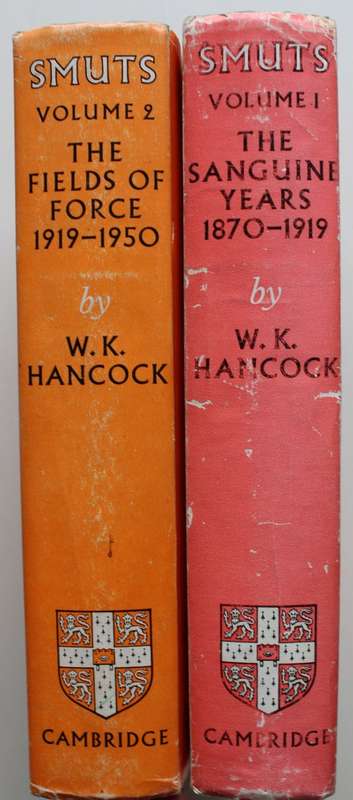 SMUTS
VOLUME 2
THE
FIELDS OF
FORCE
1919–1950
by
W. K.
HANCOCK
CAMBRIDGE
SMUTS
VOLUME I
THE
SANGUINE
YEARS
1870–1919
by
W. K.
HANCOCK
CAMBRIDGE